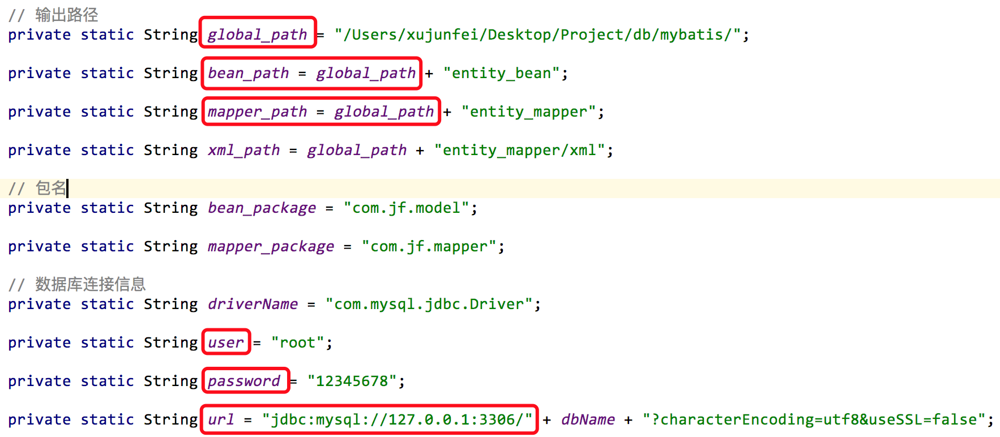 // 输出路径
private static String global_path = "/Users/xujunfei/Desktop/Project/db/mybatis/";
private static String bean_path = global_path + "entity_bean";
private static String mapper_path = global_path + "entity_mapper";
private static String xml_path = global_path + "entity_mapper/xml";
// 包名
private static String bean_package = "com.jf.model";
private static String mapper_package = "com.jf.mapper";
// 数据库连接信息
private static String driverName = "com.mysql.jdbc.Driver";
private static String user = "root";
private static String password = "12345678";
private static String url = "jdbc:mysql://127.0.0.1:3306/" + dbName + "?characterEncoding=utf8&useSSL=false";